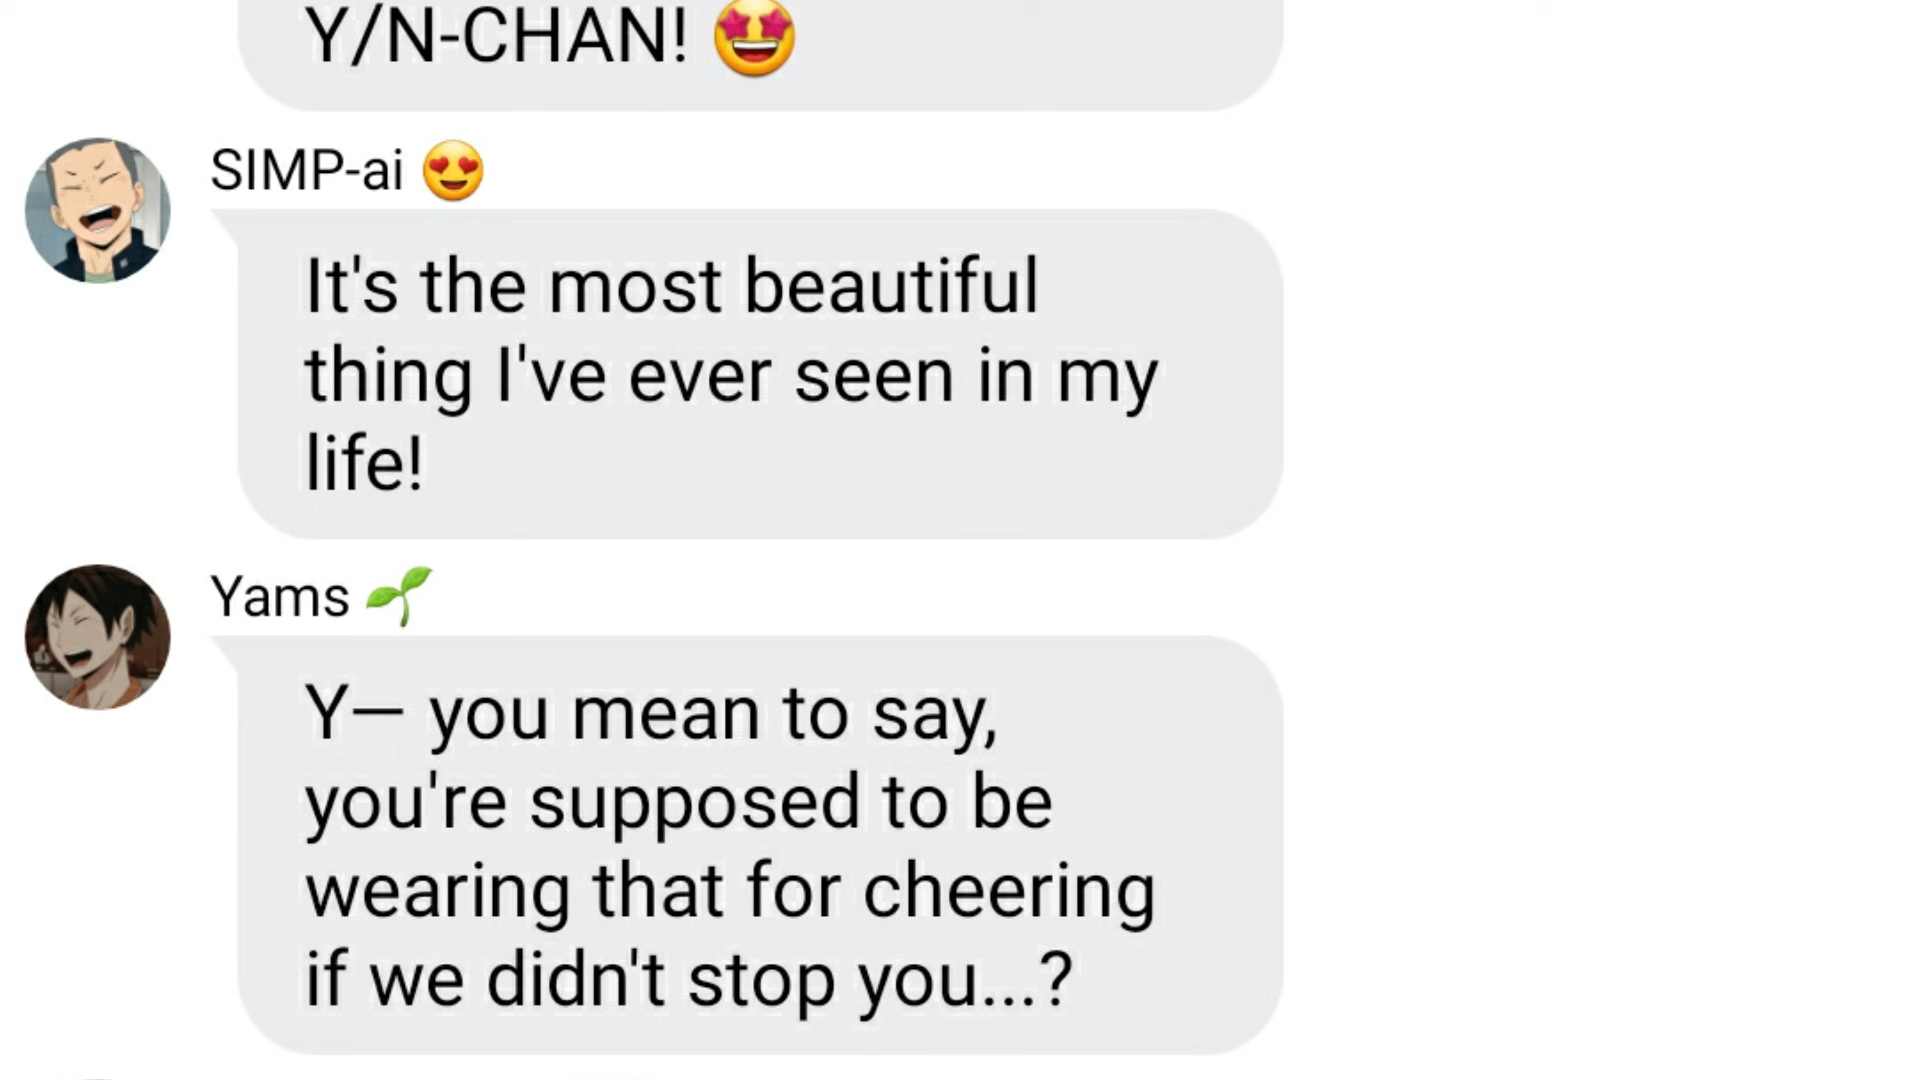 Y/N-CHAN! 🤩
SIMP-ai 😍
It's the most beautiful
thing I've ever seen in my
life!
Yams 🌱
Y— you mean to say,
you're supposed to be
wearing that for cheering
if we didn't stop you...?